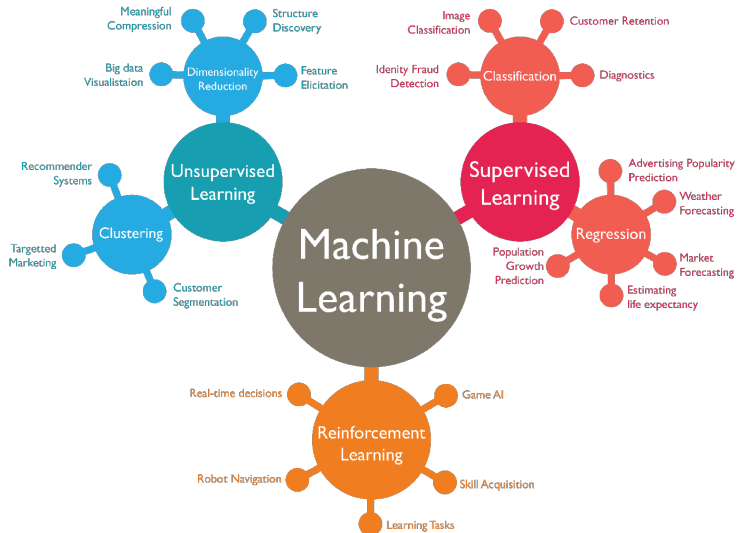 Meaningful
Compression
Structure
Discovery
Big data
Visualistaion
Dimensionality
Reduction
Feature
Elicitation
Unsupervised
Learning
Recommender
Systems
Clustering
Targetted
Marketing
Customer
Segmentation
Machine
Learning
Image
Classification
Customer Retention
Idenity Fraud
Detection
Classification
Diagnostics
Supervised
Learning
Advertising Popularity
Prediction
Weather
Forecasting
Regression
Population
Growth
Prediction
Market
Forecasting
Estimating
life expectancy
Real-time decisions
Game AI
Reinforcement
Learning
Robot Navigation
Skill Acquisition
Learning Tasks